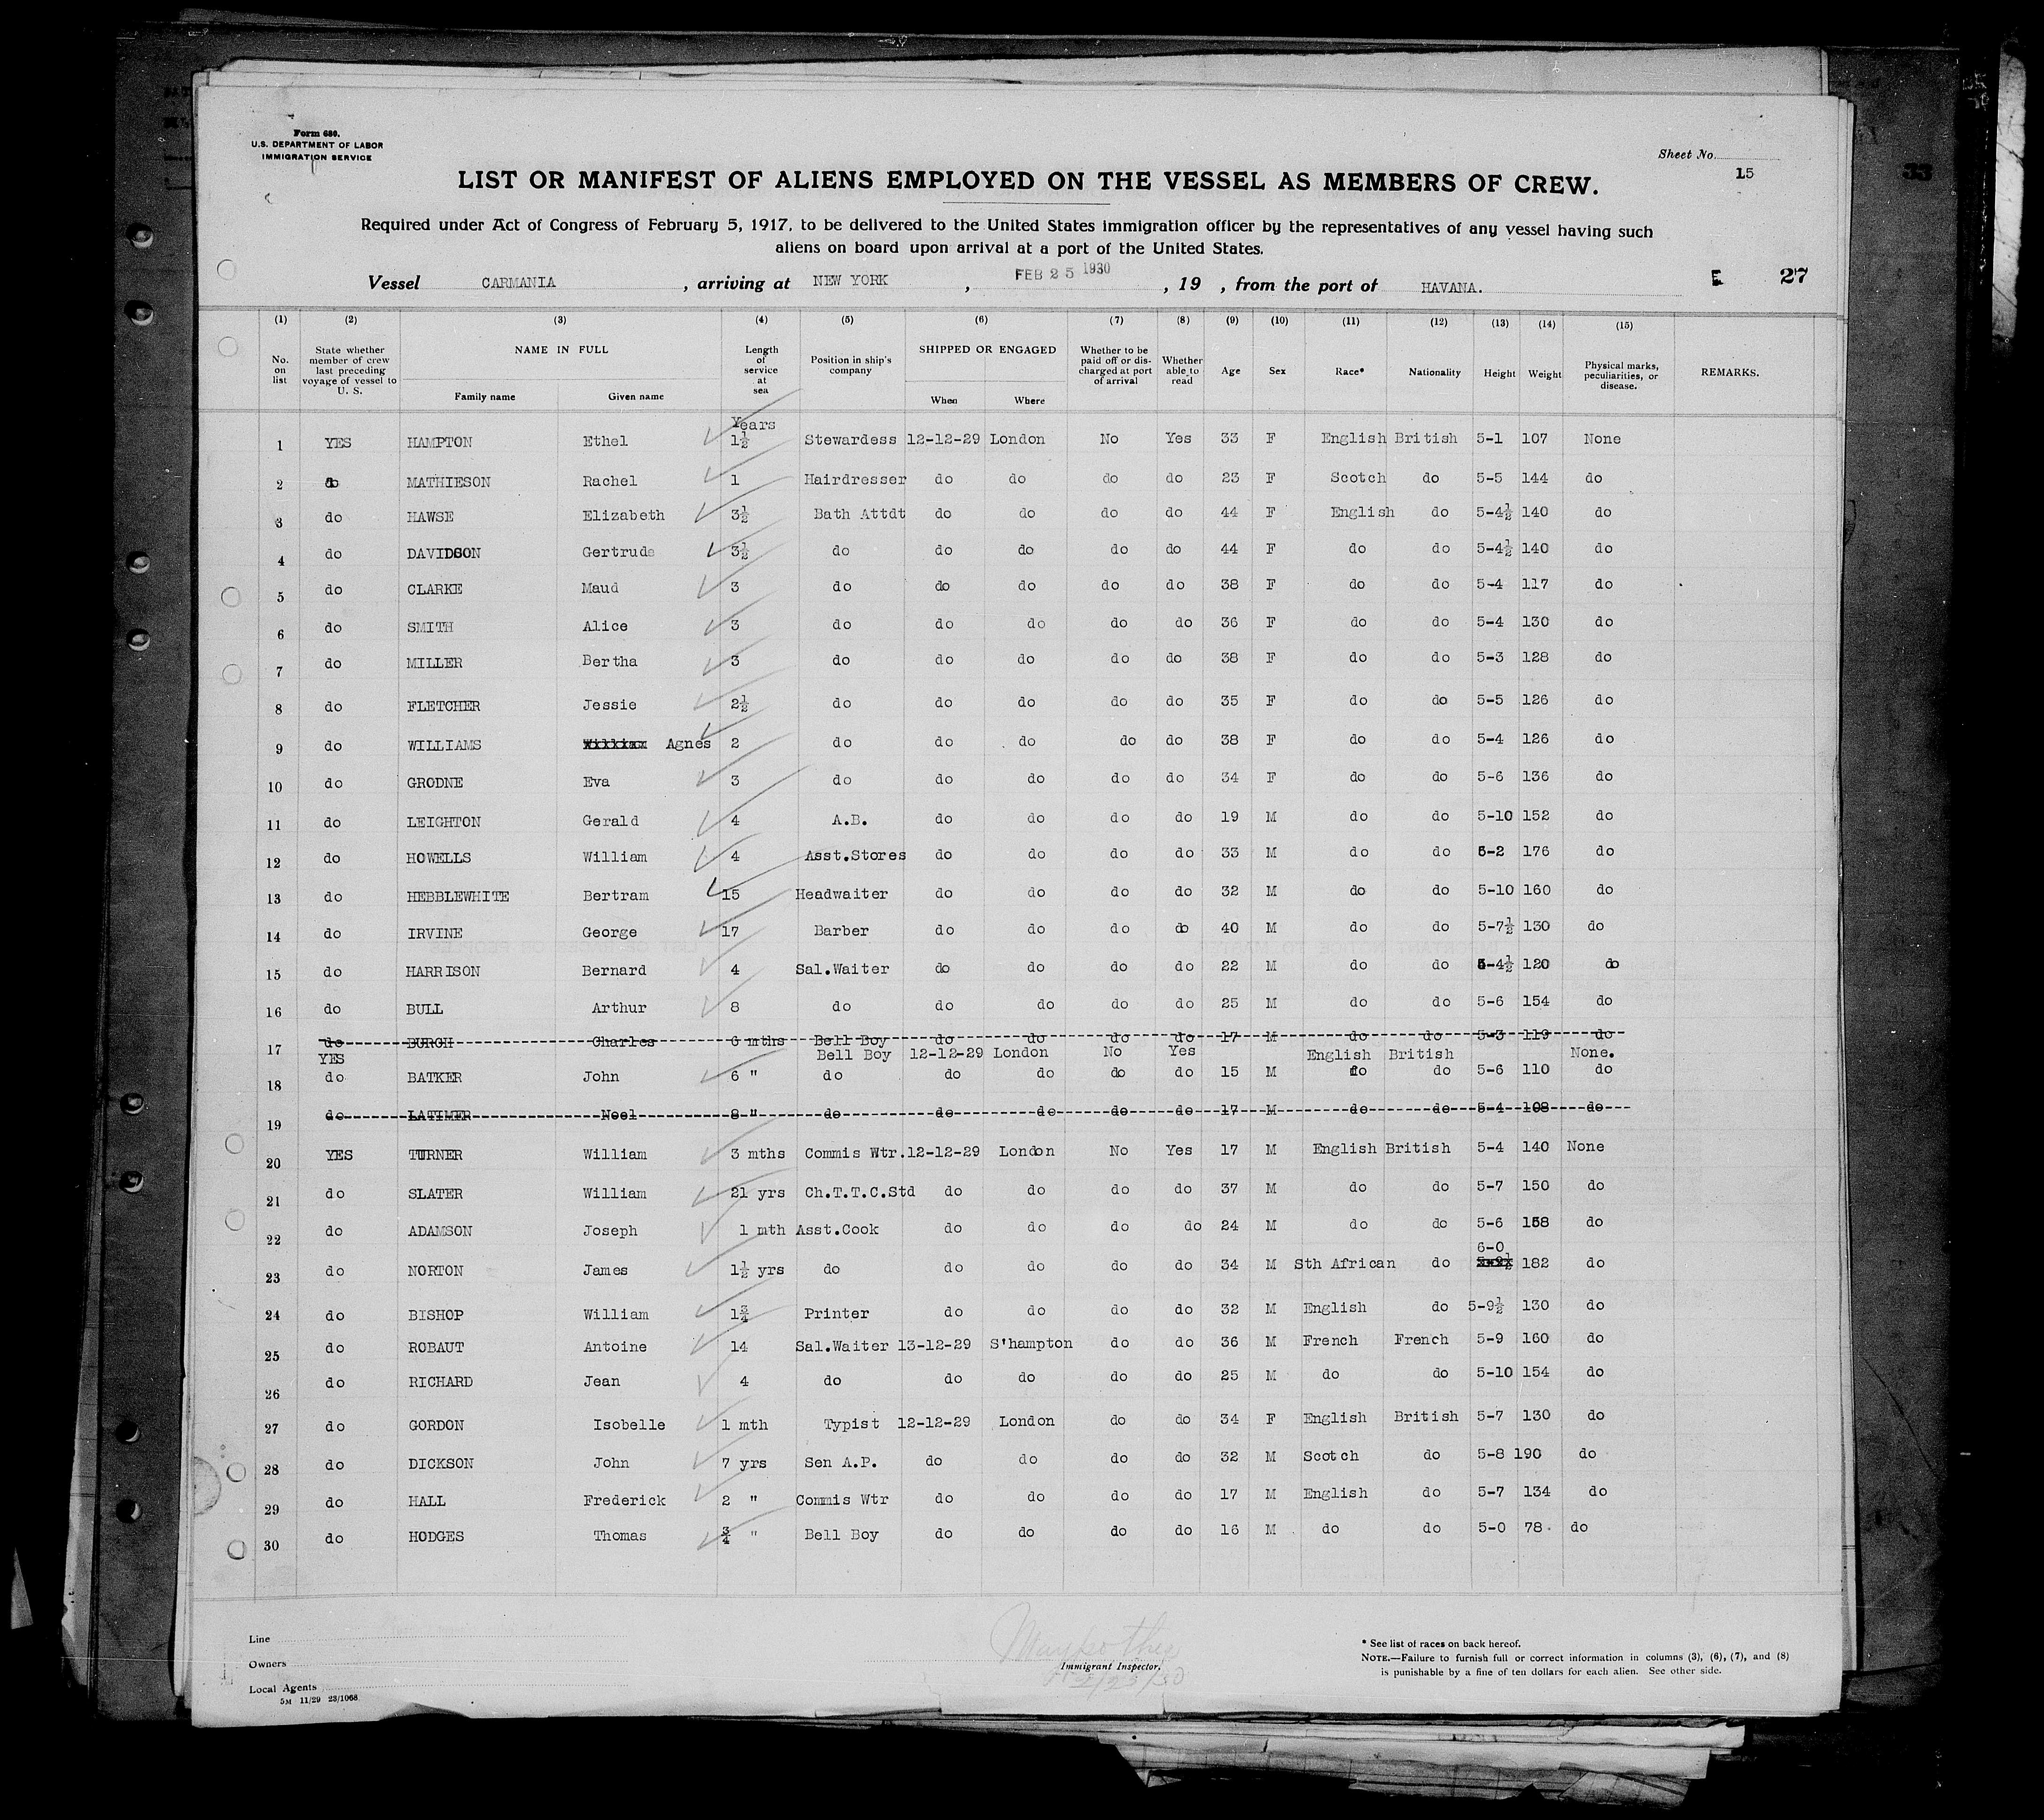 Form 680.
U.S. DEPARTMENT OF LABOR
IMMIGRATION SERVICE
Sheet No.
15
LIST OR MANIFEST OF ALIENS EMPLOYED ON THE VESSEL AS MEMBERS OF CREW.
Required under Act of Congress of February 5, 1917, to be delivered to the United States immigration officer by the representatives of any vessel having such
aliens on board upon arrival at a port of the United States.
Vessel CARMANIA , arriving at NEW YORK , FEB 25 1930 , 19 , from the port of HAVANA. E 27
(1) (2) (3) (4) (5) (6) (7) (8) (9) (10) (11) (12) (13) (14) (15)
No. on list State whether member of crew last preceding voyage of vessel to U. S. NAME IN FULL Family name Given name Length of service at sea Position in ship's company SHIPPED OR ENGAGED When Where Whether to be paid off or discharged at port of arrival Whether able to read Age Sex Race* Nationality Height Weight Physical marks, peculiarities, or disease. REMARKS.
Years
1 YES HAMPTON Ethel 1½ Stewardess 12-12-29 London No Yes 33 F English British 5-1 107 None
2 do MATHIESON Rachel 1 Hairdresser do do do do 23 F Scotch do 5-5 144 do
3 do HAWSE Elizabeth 3½ Bath Attdt do do do do 44 F English do 5-4½ 140 do
4 do DAVIDSON Gertrude 3½ do do do do do 44 F do do 5-4½ 140 do
5 do CLARKE Maud 3 do do do do do 38 F do do 5-4 117 do
6 do SMITH Alice 3 do do do do do 36 F do do 5-4 130 do
7 do MILLER Bertha 3 do do do do do 38 F do do 5-3 128 do
8 do FLETCHER Jessie 2½ do do do do do 35 F do do 5-5 126 do
9 do WILLIAMS William Agnes 2 do do do do do 38 F do do 5-4 126 do
10 do GRODNE Eva 3 do do do do do 34 F do do 5-6 136 do
11 do LEIGHTON Gerald 4 A.B. do do do do 19 M do do 5-10 152 do
12 do HOWELLS William 4 Asst.Stores do do do do 33 M do do 5-2 176 do
13 do HEBBLEWHITE Bertram 15 Headwaiter do do do do 32 M do do 5-10 160 do
14 do IRVINE George 17 Barber do do do do 40 M do do 5-7½ 130 do
15 do HARRISON Bernard 4 Sal.Waiter do do do do 22 M do do 5-4½ 120 do
16 do BULL Arthur 8 do do do do do 25 M do do 5-6 154 do
17 do BURCH Charles 6 mths Bell Boy do do do do 17 M do do 5-3 119 do
YES Bell Boy 12-12-29 London No Yes English British None.
18 do BATKER John 6 " do do do do do 15 M do do 5-6 110 do
19 do LATIMER Noel 8 " do do do do do 17 M do do 5-4 108 do
20 YES TURNER William 3 mths Commis Wtr. 12-12-29 London No Yes 17 M English British 5-4 140 None
21 do SLATER William 21 yrs Ch.T.T.C.Std do do do do 37 M do do 5-7 150 do
22 do ADAMSON Joseph 1 mth Asst.Cook do do do do 24 M do do 5-6 158 do
6-0
23 do NORTON James 1½ yrs do do do do do 34 M Sth African do 182 do
24 do BISHOP William 1¾ Printer do do do do 32 M English do 5-9½ 130 do
25 do ROBAUT Antoine 14 Sal.Waiter 13-12-29 S'hampton do do 36 M French French 5-9 160 do
26 do RICHARD Jean 4 do do do do do 25 M do do 5-10 154 do
27 do GORDON Isobelle 1 mth Typist 12-12-29 London do do 34 F English British 5-7 130 do
28 do DICKSON John 7 yrs Sen A.P. do do do do 32 M Scotch do 5-8 190 do
29 do HALL Frederick 2 " Commis Wtr do do do do 17 M English do 5-7 134 do
30 do HODGES Thomas ¾ " Bell Boy do do do do 16 M do do 5-0 78 do
Line
Owners
Local Agents
5M 11/29 23/1068
Immigrant Inspector.
* See list of races on back hereof.
NOTE.—Failure to furnish full or correct information in columns (3), (6), (7), and (8)
is punishable by a fine of ten dollars for each alien. See other side.
33